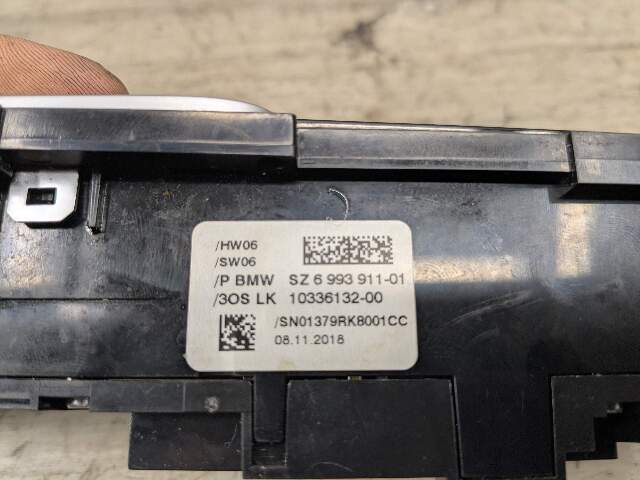 /HW06
/SW06
/P BMW SZ 6 993 911-01
/3OS LK 10336132-00
/SN01379RK8001CC
08.11.2018